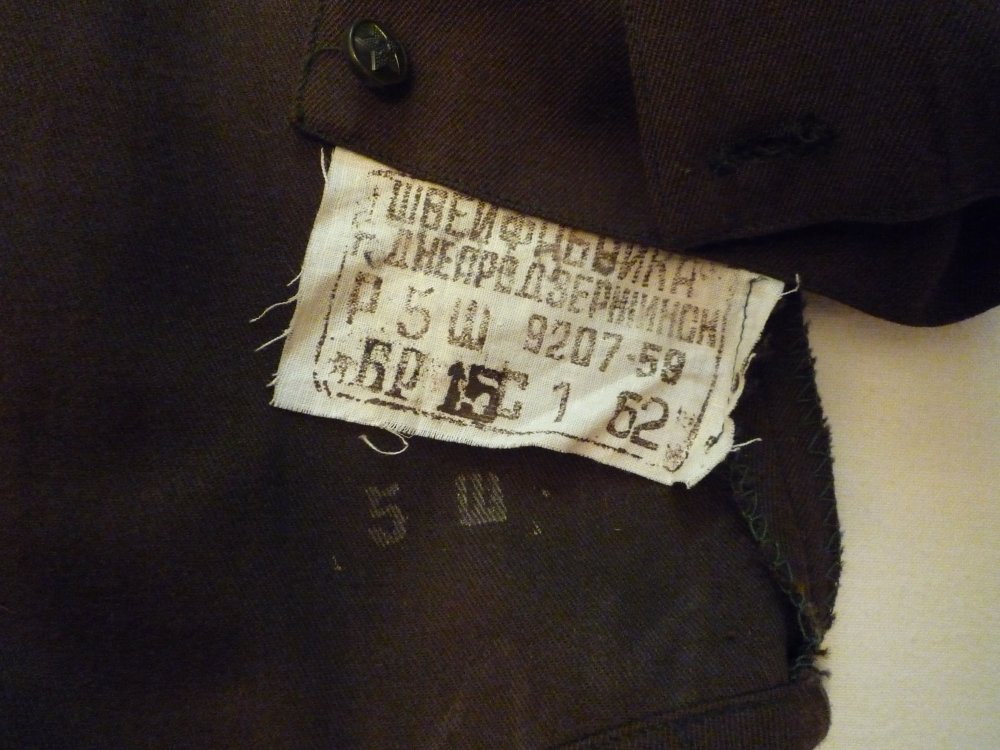 ШВЕЙФАБРИКА
г. ДНЕПРОДЗЕРЖИНСК
Р. 5 Ш 9207-59
БР 15 С 1 62
5 Ш